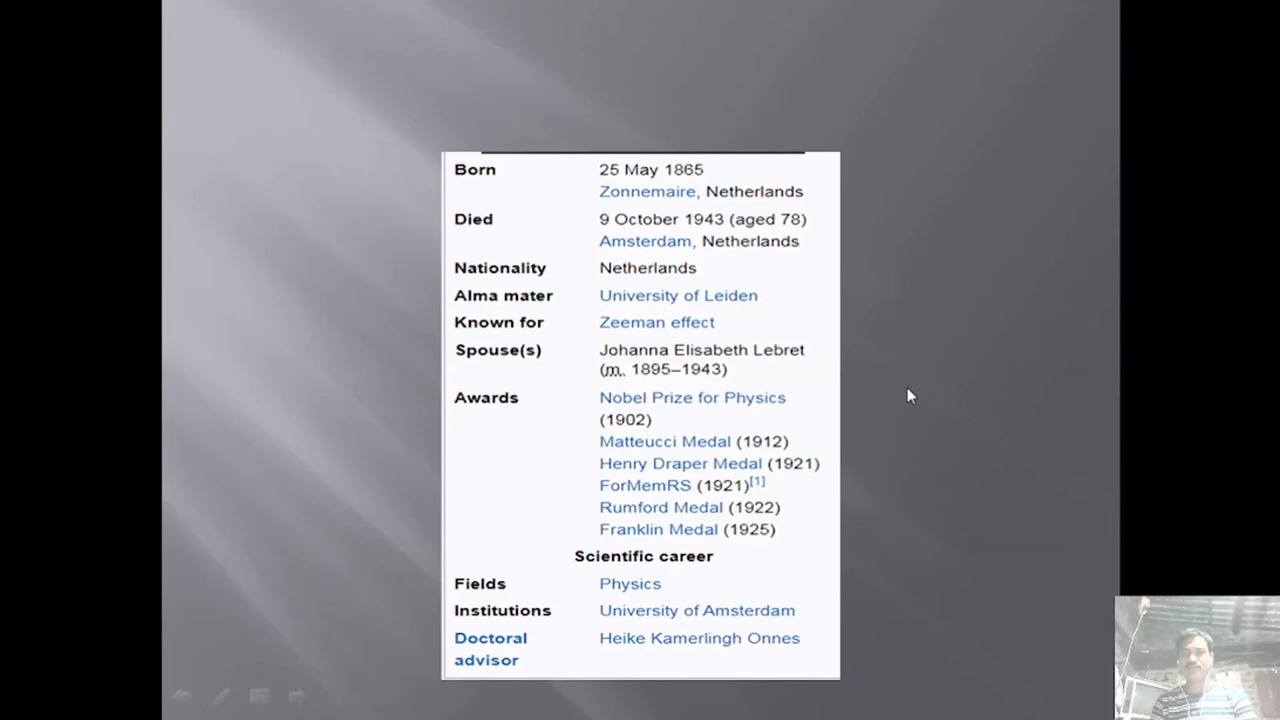 Born 25 May 1865
Zonnemaire, Netherlands
Died 9 October 1943 (aged 78)
Amsterdam, Netherlands
Nationality Netherlands
Alma mater University of Leiden
Known for Zeeman effect
Spouse(s) Johanna Elisabeth Lebret
(m. 1895–1943)
Awards Nobel Prize for Physics
(1902)
Matteucci Medal (1912)
Henry Draper Medal (1921)
ForMemRS (1921)[1]
Rumford Medal (1922)
Franklin Medal (1925)
Scientific career
Fields Physics
Institutions University of Amsterdam
Doctoral Heike Kamerlingh Onnes
advisor